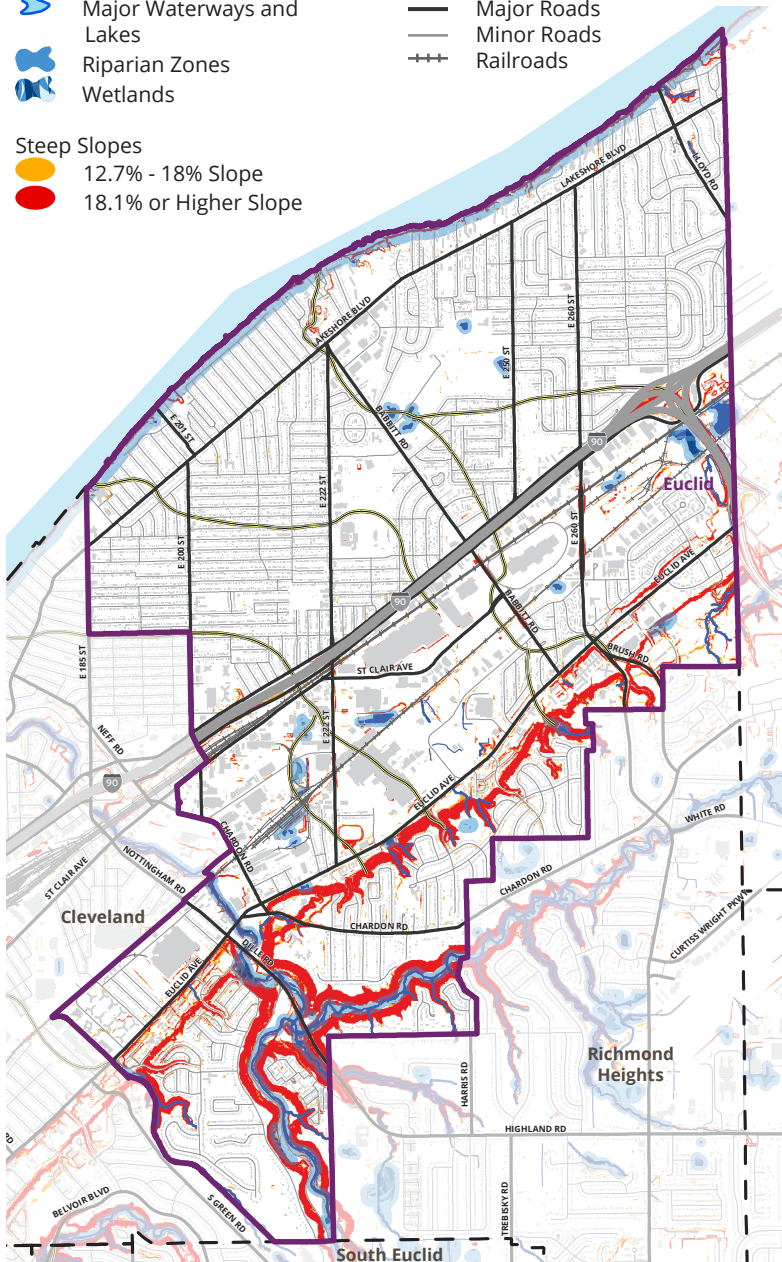 Major Waterways and
Lakes
Riparian Zones
Wetlands
Major Roads
Minor Roads
Railroads
Steep Slopes
12.7% - 18% Slope
18.1% or Higher Slope
LAKESHORE BLVD
LLOYD RD
E 260 ST
LAKESHORE BLVD
E 250 ST
BABBITT RD
E 201 ST
90
Euclid
E 222 ST
E 200 ST
E 260 ST
EUCLID AVE
90
BABBITT RD
BRUSH RD
ST CLAIR AVE
E 185 ST
E 222 ST
NEFF RD
90
EUCLID AVE
WHITE RD
CHARDON RD
NOTTINGHAM RD
ST CLAIR AVE
CHARDON RD
CURTISS WRIGHT PKWY
Cleveland
CHARDON RD
DILLE RD
EUCLID AVE
Richmond
Heights
HARRIS RD
HIGHLAND RD
RD
TREBISKY RD
BELVOIR BLVD
S GREEN RD
South Euclid